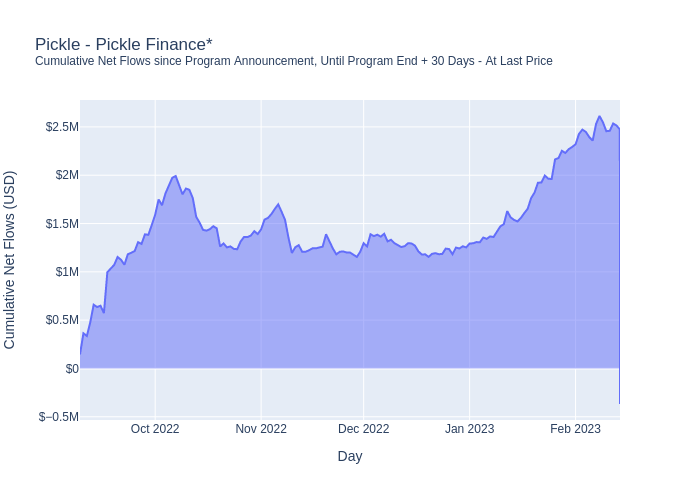 Pickle - Pickle Finance*
Cumulative Net Flows since Program Announcement, Until Program End + 30 Days - At Last Price
Cumulative Net Flows (USD)
$2.5M
$2M
$1.5M
$1M
$0.5M
$0
$−0.5M
Oct 2022
Nov 2022
Dec 2022
Jan 2023
Feb 2023
Day